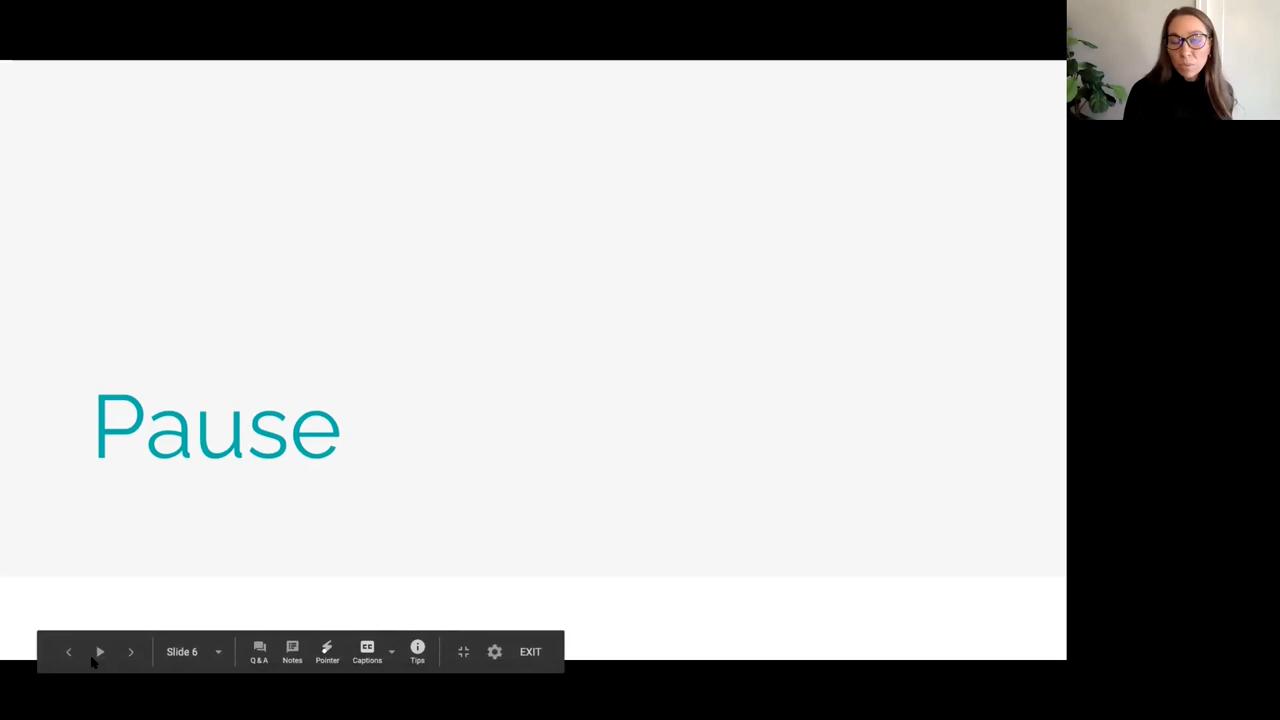 Pause
Slide 6
Q & A
Notes
Pointer
Captions
Tips
EXIT